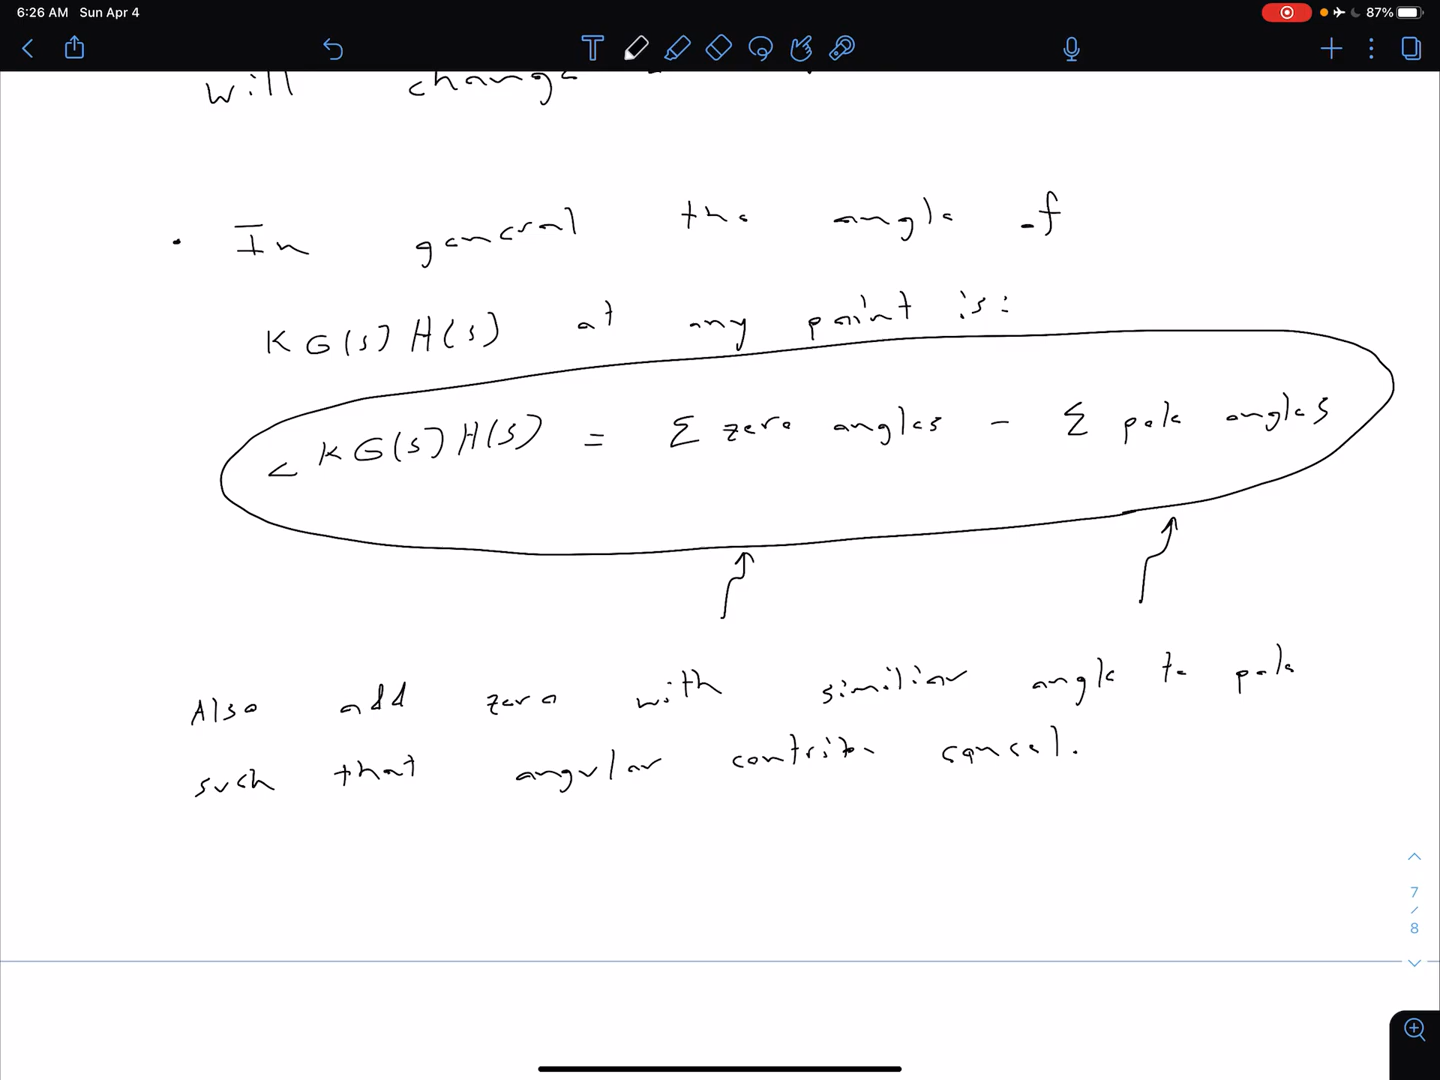 6:26 AM Sun Apr 4
87%
will change
• In general the angle of
KG(s)H(s) at any point is:
< KG(s)H(s) = Σ zero angles - Σ pole angles
Also add zero with similiar angle to pole
such that angular contrib. cancel.
7
/
8